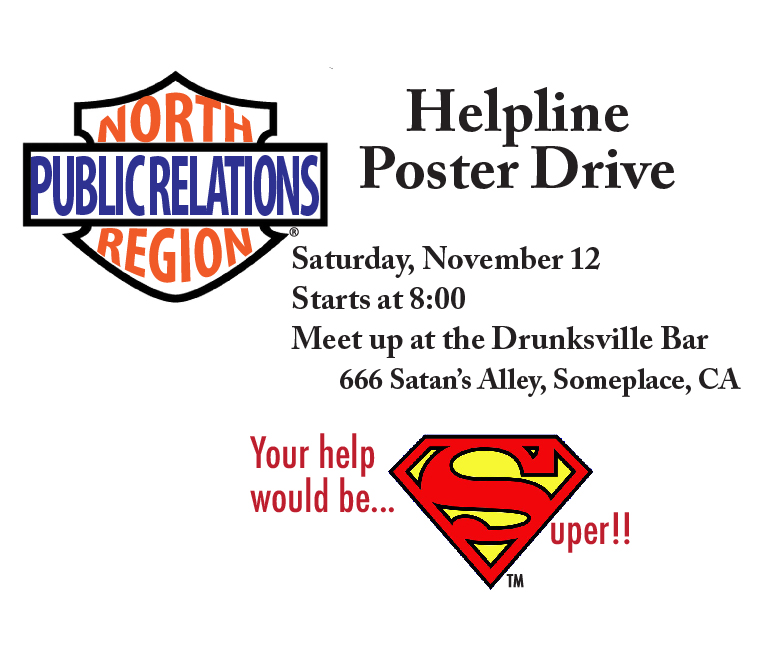 NORTH
PUBLIC RELATIONS
REGION
®
Helpline
Poster Drive
Saturday, November 12
Starts at 8:00
Meet up at the Drunksville Bar
666 Satan’s Alley, Someplace, CA
Your help
would be...
Super!!
TM